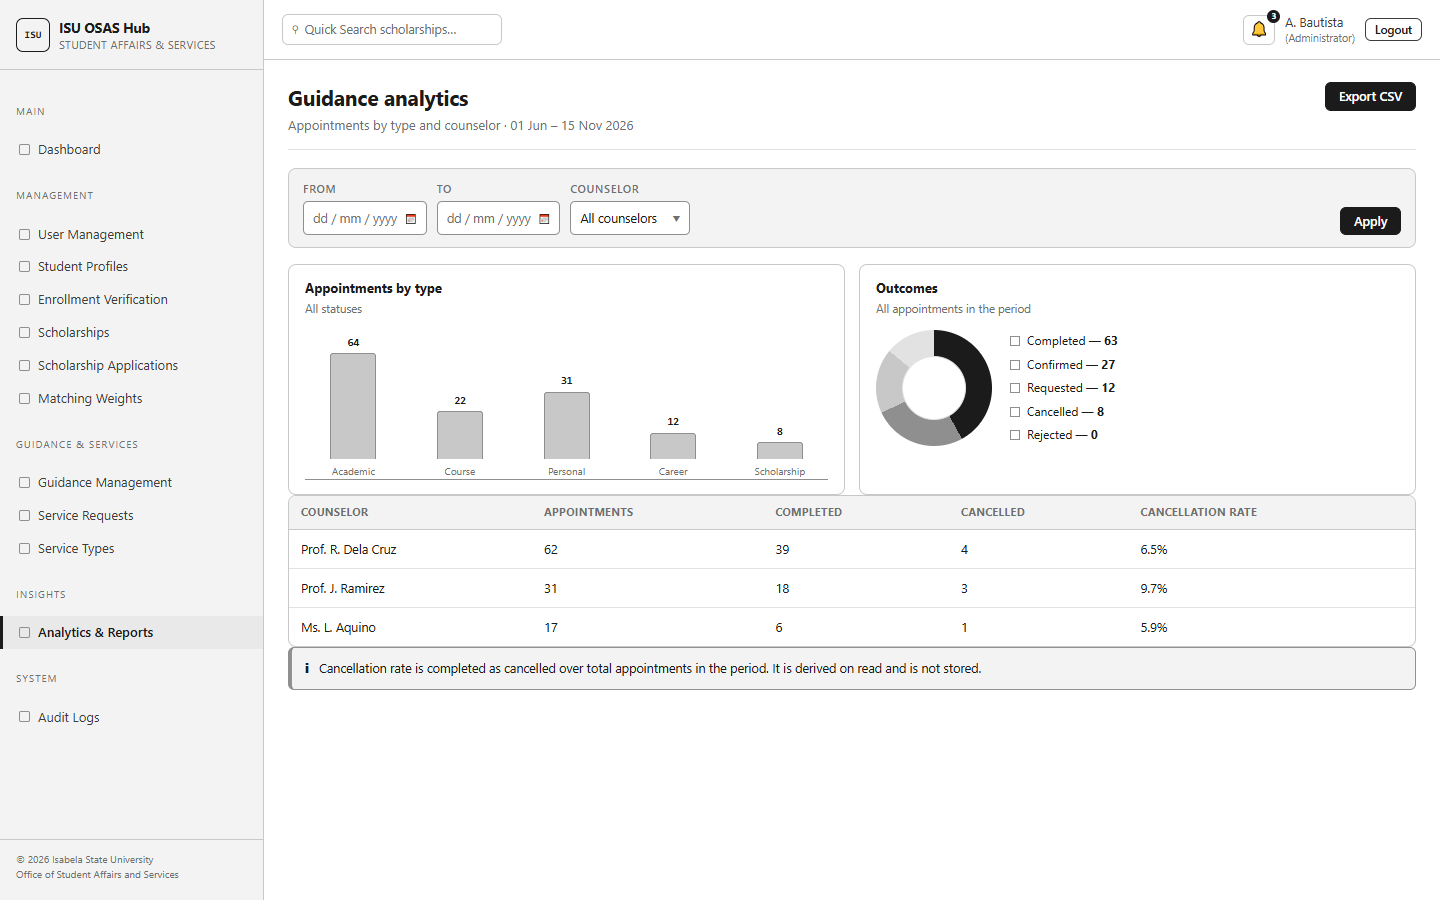 ISU
ISU OSAS Hub
STUDENT AFFAIRS & SERVICES
MAIN
Dashboard
MANAGEMENT
User Management
Student Profiles
Enrollment Verification
Scholarships
Scholarship Applications
Matching Weights
GUIDANCE & SERVICES
Guidance Management
Service Requests
Service Types
INSIGHTS
Analytics & Reports
SYSTEM
Audit Logs
© 2026 Isabela State University
Office of Student Affairs and Services
Quick Search scholarships...
3
A. Bautista
(Administrator)
Logout
Guidance analytics
Appointments by type and counselor · 01 Jun – 15 Nov 2026
Export CSV
FROM
dd / mm / yyyy
TO
dd / mm / yyyy
COUNSELOR
All counselors
Apply
Appointments by type
All statuses
64
22
31
12
8
Academic
Course
Personal
Career
Scholarship
Outcomes
All appointments in the period
Completed — 63
Confirmed — 27
Requested — 12
Cancelled — 8
Rejected — 0
COUNSELOR APPOINTMENTS COMPLETED CANCELLED CANCELLATION RATE
Prof. R. Dela Cruz 62 39 4 6.5%
Prof. J. Ramirez 31 18 3 9.7%
Ms. L. Aquino 17 6 1 5.9%
i Cancellation rate is completed as cancelled over total appointments in the period. It is derived on read and is not stored.